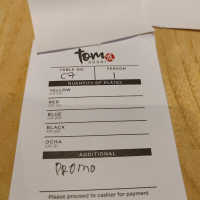 tom
SUSHI
TABLE NO. PERSON
C7 1
QUANTITY OF PLATES
YELLOW
RED
BLUE
BLACK
OCHA
ADDITIONAL
PROMO
Please proceed to cashier for payment.